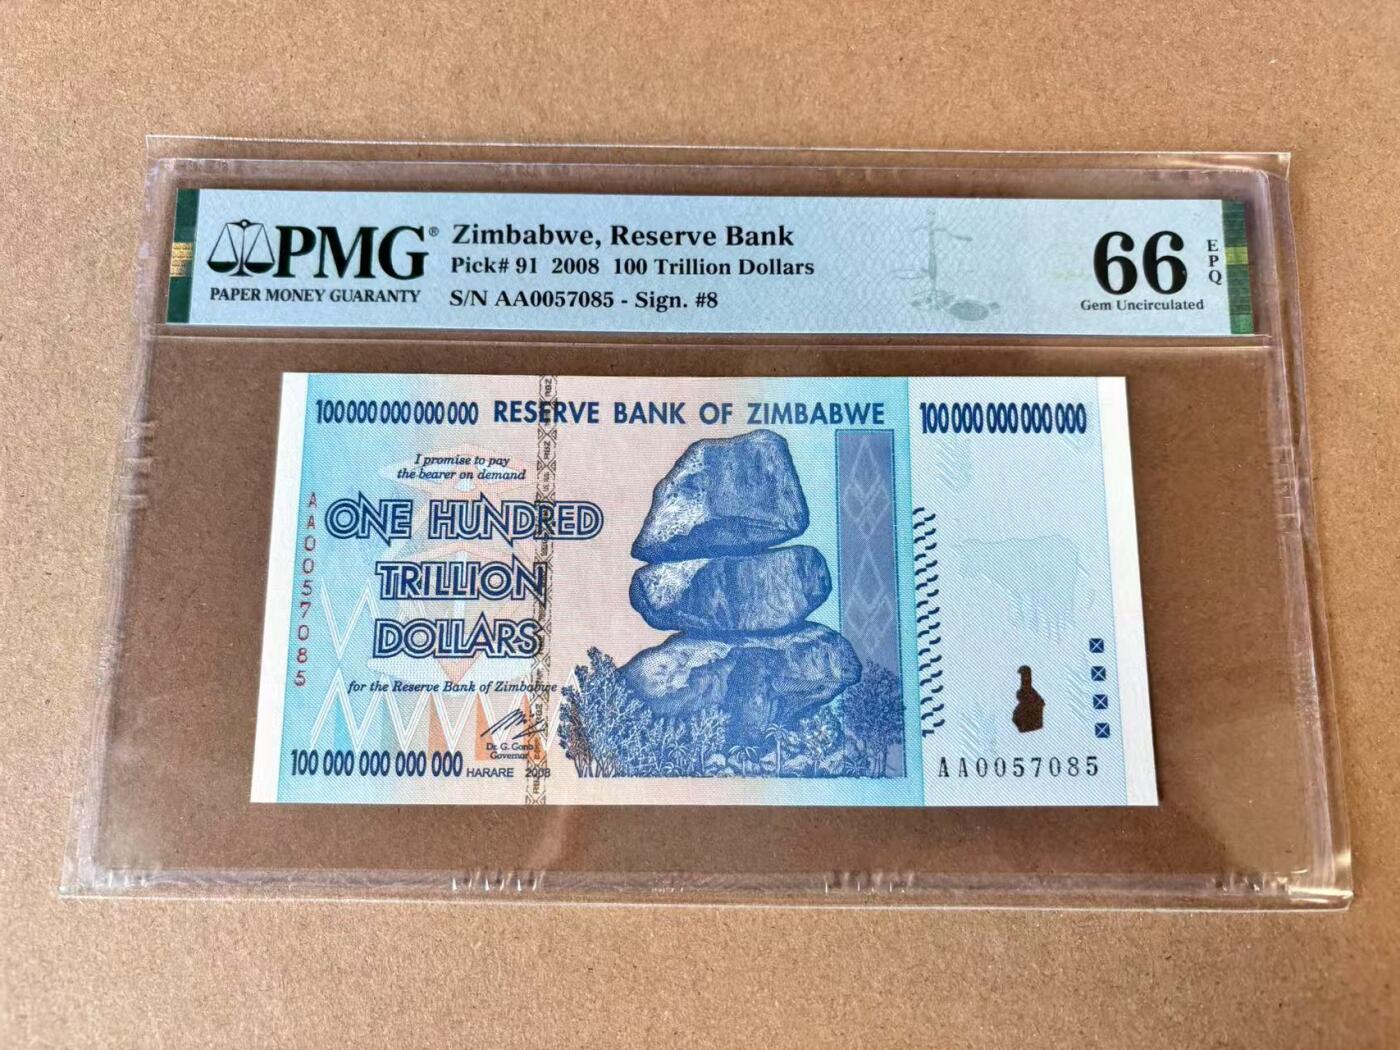 PMG®
PAPER MONEY GUARANTY
Zimbabwe, Reserve Bank
Pick# 91 2008 100 Trillion Dollars
S/N AA0057085 - Sign. #8
66
EPQ
Gem Uncirculated
100 000 000 000 000 RESERVE BANK OF ZIMBABWE 100 000 000 000 000
I promise to pay
the bearer on demand
ONE HUNDRED
TRILLION
DOLLARS
for the Reserve Bank of Zimbabwe
Dr. G. Gono
Governor
AA0057085
100 000 000 000 000 HARARE 2008
AA0057085